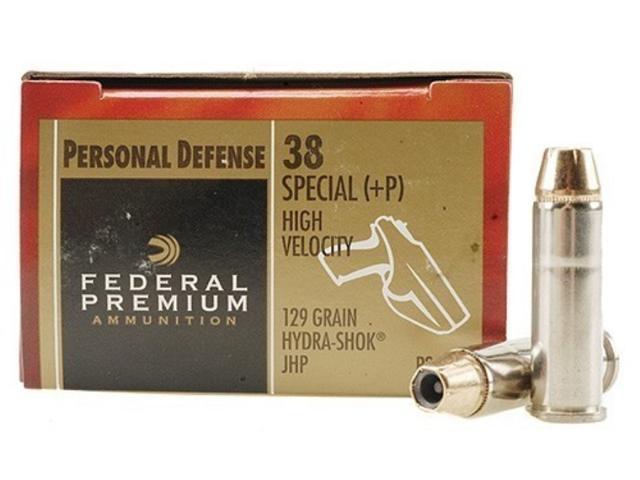 PERSONAL DEFENSE
FEDERAL
PREMIUM
AMMUNITION
38
SPECIAL (+P)
HIGH
VELOCITY
129 GRAIN
HYDRA-SHOK®
JHP